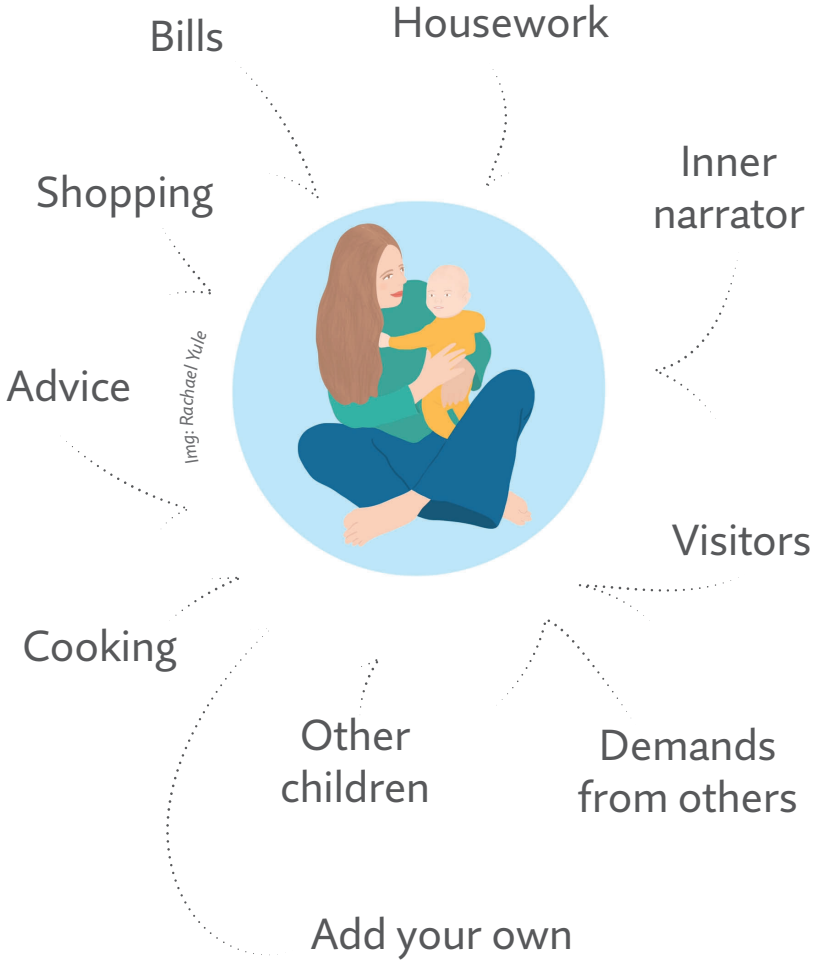 Bills
Housework
Shopping
Inner
narrator
Advice
Img: Rachael Yule
Visitors
Cooking
Other
children
Demands
from others
Add your own